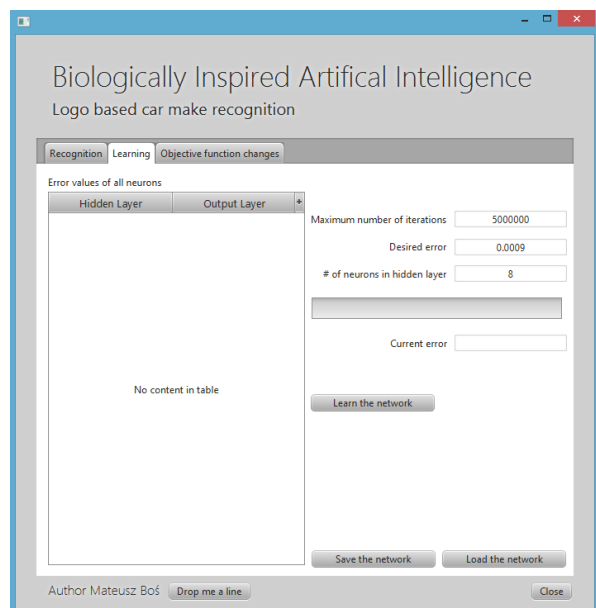 Biologically Inspired Artifical Intelligence
Logo based car make recognition
Recognition Learning Objective function changes
Error values of all neurons
Hidden Layer Output Layer +
Maximum number of iterations 5000000
Desired error 0.0009
# of neurons in hidden layer 8
Current error
No content in table
Learn the network
Save the network Load the network
Author Mateusz Boś Drop me a line Close